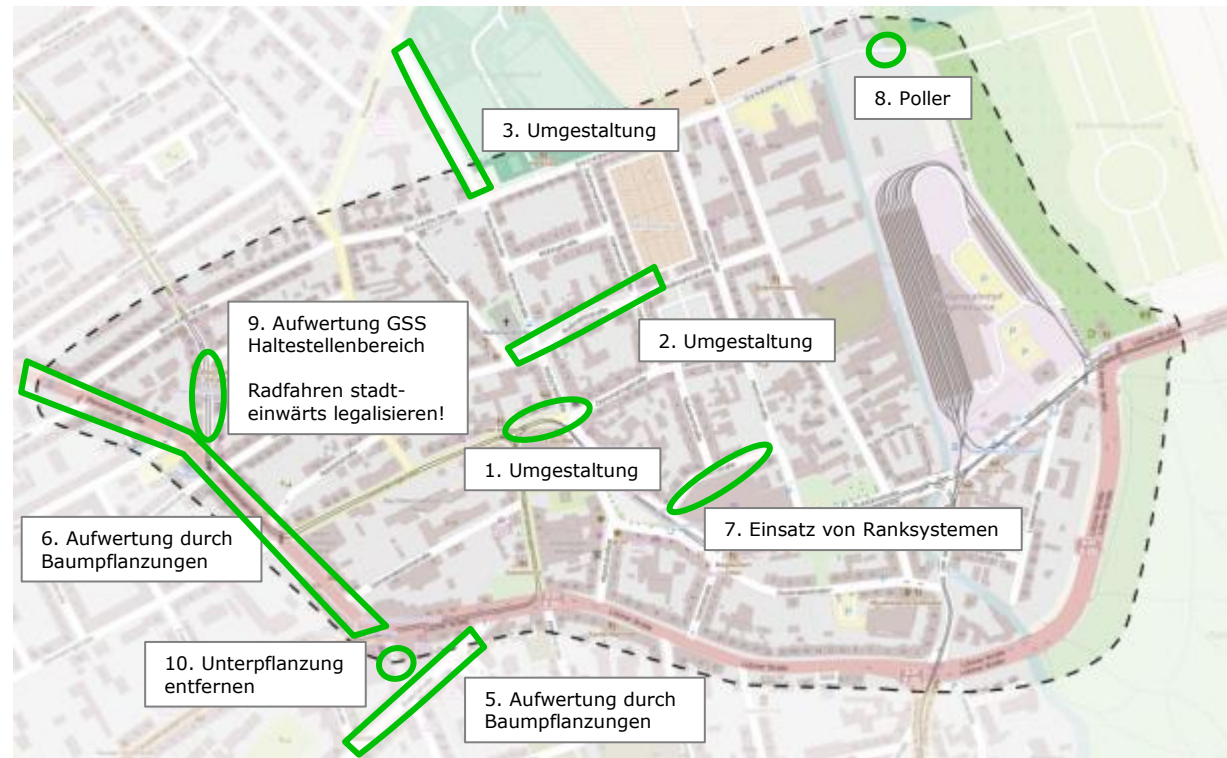 8. Poller
3. Umgestaltung
9. Aufwertung GSS
Haltestellenbereich
Radfahren stadt-
einwärts legalisieren!
2. Umgestaltung
1. Umgestaltung
7. Einsatz von Ranksystemen
6. Aufwertung durch
Baumpflanzungen
10. Unterpflanzung
entfernen
5. Aufwertung durch
Baumpflanzungen